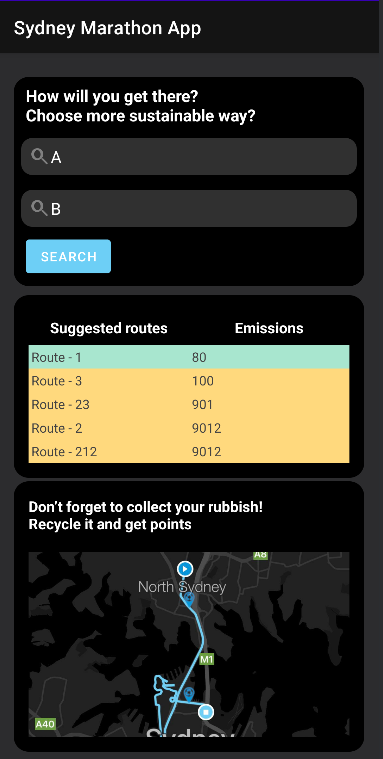 Sydney Marathon App
How will you get there?
Choose more sustainable way?
A
B
SEARCH
Suggested routes Emissions
Route - 1 80
Route - 3 100
Route - 23 901
Route - 2 9012
Route - 212 9012
Don't forget to collect your rubbish!
Recycle it and get points
A8
North Sydney
M1
A40
Sydney